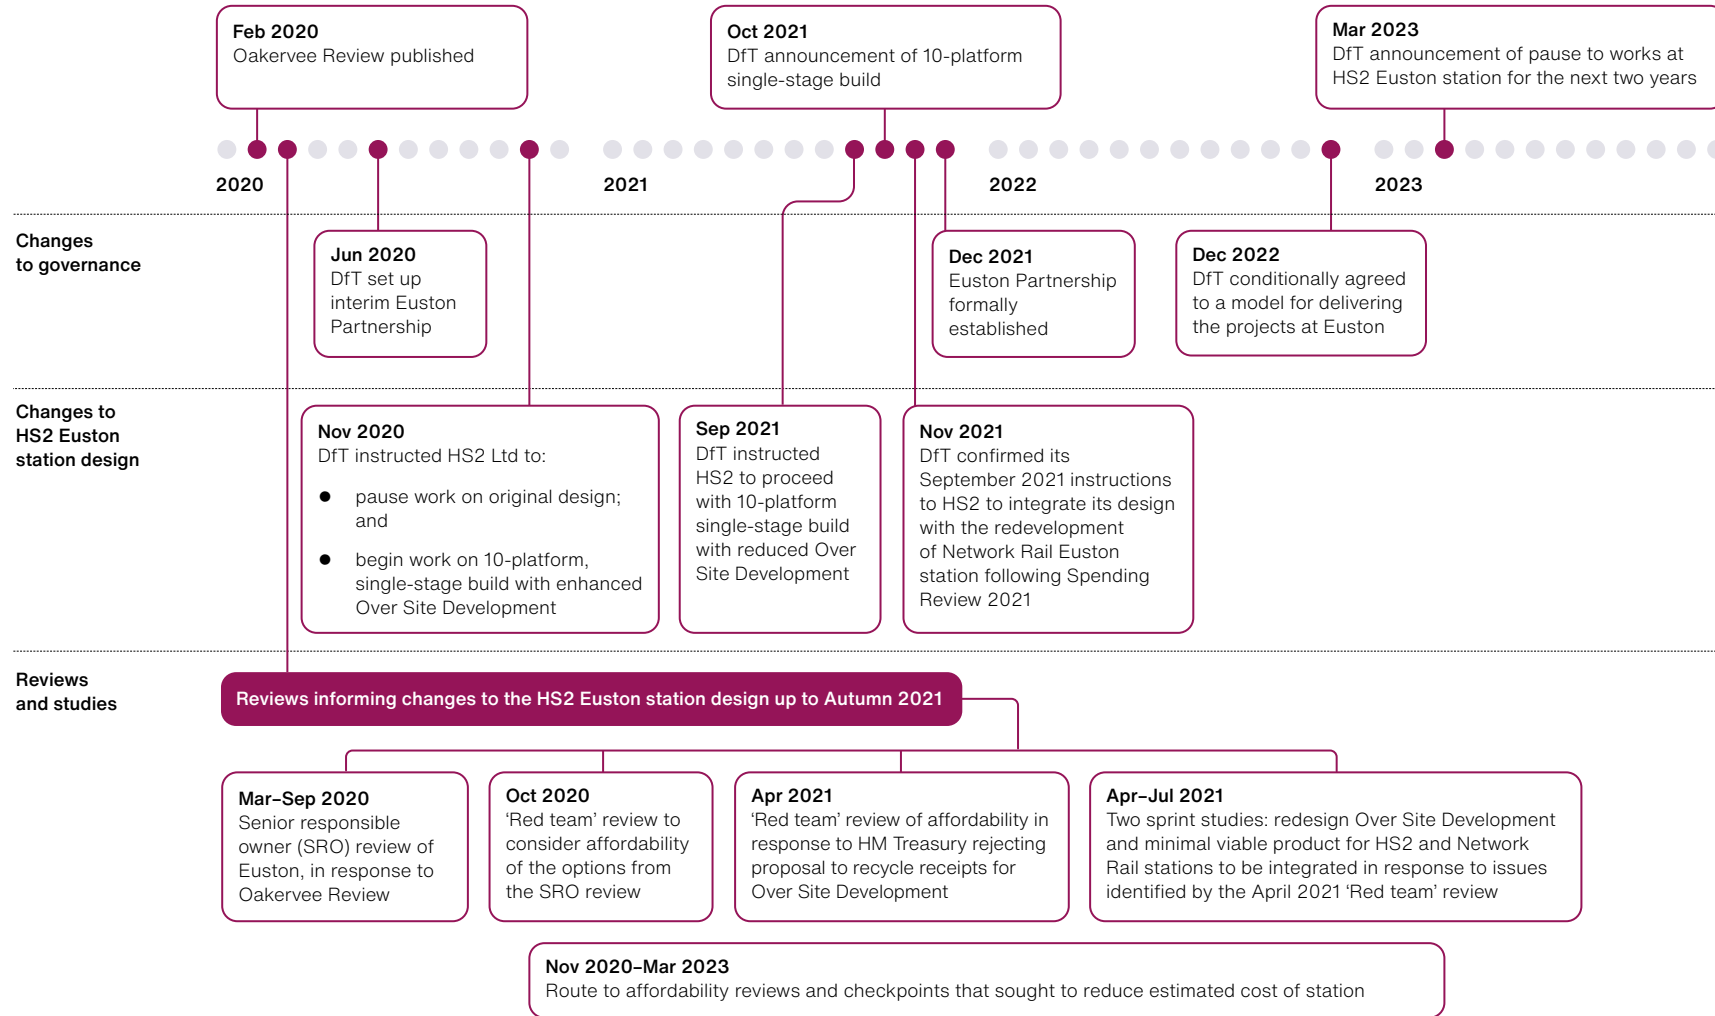 Feb 2020
Oakervee Review published
Oct 2021
DfT announcement of 10-platform
single-stage build
Mar 2023
DfT announcement of pause to works at
HS2 Euston station for the next two years
2020
2021
2022
2023
Changes
to governance
Jun 2020
DfT set up
interim Euston
Partnership
Dec 2021
Euston Partnership
formally
established
Dec 2022
DfT conditionally agreed
to a model for delivering
the projects at Euston
Changes to
HS2 Euston
station design
Nov 2020
DfT instructed HS2 Ltd to:
● pause work on original design;
and
● begin work on 10-platform,
single-stage build with enhanced
Over Site Development
Sep 2021
DfT instructed
HS2 to proceed
with 10-platform
single-stage build
with reduced Over
Site Development
Nov 2021
DfT confirmed its
September 2021 instructions
to HS2 to integrate its design
with the redevelopment
of Network Rail Euston
station following Spending
Review 2021
Reviews
and studies
Reviews informing changes to the HS2 Euston station design up to Autumn 2021
Mar–Sep 2020
Senior responsible
owner (SRO) review of
Euston, in response to
Oakervee Review
Oct 2020
‘Red team’ review to
consider affordability
of the options from
the SRO review
Apr 2021
‘Red team’ review of affordability in
response to HM Treasury rejecting
proposal to recycle receipts for
Over Site Development
Apr–Jul 2021
Two sprint studies: redesign Over Site Development
and minimal viable product for HS2 and Network
Rail stations to be integrated in response to issues
identified by the April 2021 ‘Red team’ review
Nov 2020–Mar 2023
Route to affordability reviews and checkpoints that sought to reduce estimated cost of station